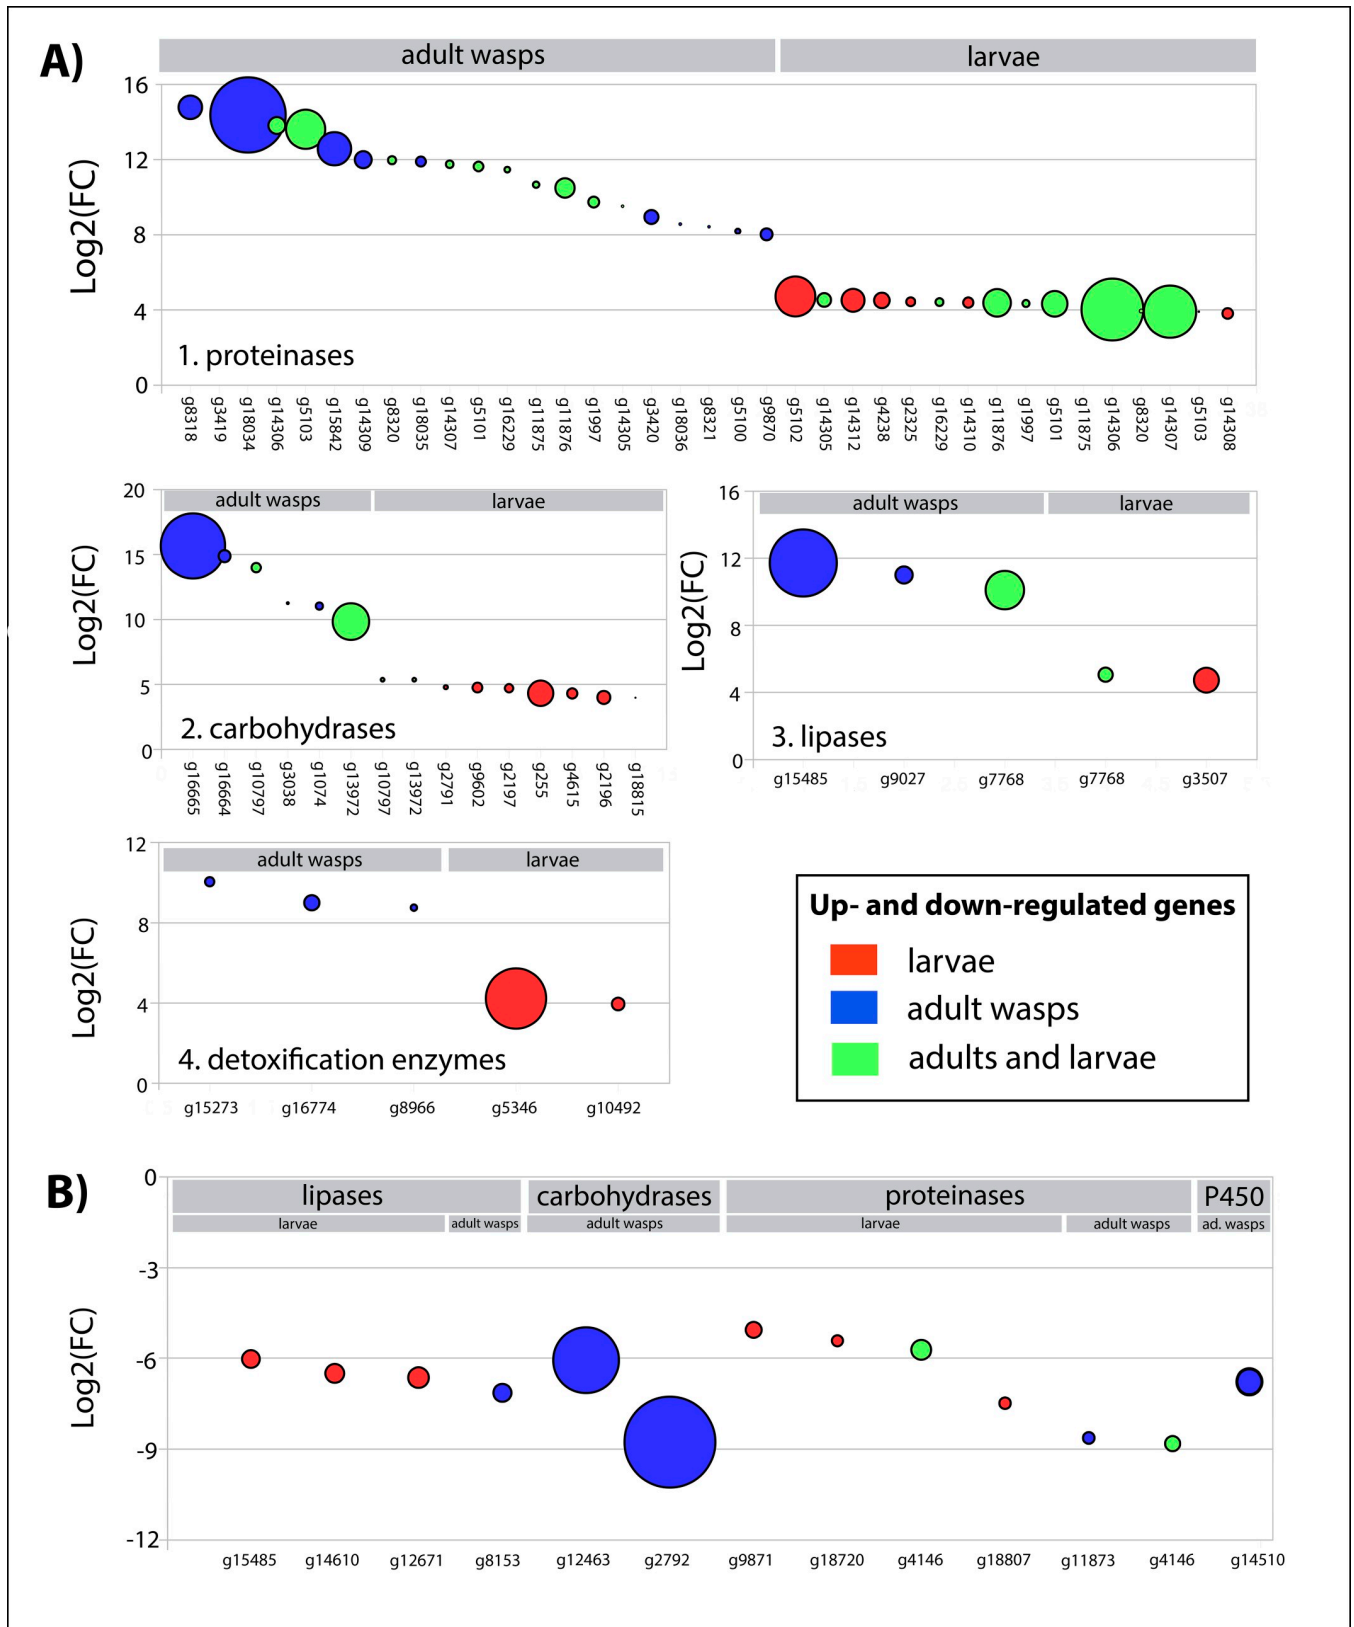 A)
adult wasps larvae
Log2(FC)
16
12
8
4
0
1. proteinases
g8318 g3419 g18034 g14306 g5103 g15842 g14309 g8320 g18035 g14307 g5101 g16229 g11875 g11876 g1997 g14305 g3420 g18036 g8321 g5100 g9870 g5102 g14305 g14312 g4238 g2325 g16229 g14310 g11876 g1997 g5101 g11875 g14306 g8320 g14307 g5103 g14308
adult wasps larvae
Log2(FC)
20
15
10
5
0
2. carbohydrases
g16665 g16664 g10797 g3038 g1074 g13972 g10797 g13972 g2791 g9602 g2197 g255 g4615 g2196 g18815
adult wasps larvae
Log2(FC)
16
12
8
4
0
3. lipases
g15485 g9027 g7768 g7768 g3507
adult wasps larvae
Log2(FC)
12
8
4
0
4. detoxification enzymes
g15273 g16774 g8966 g5346 g10492
Up- and down-regulated genes
larvae
adult wasps
adults and larvae
B)
lipases carbohydrases proteinases P450
larvae adult wasps adult wasps larvae adult wasps ad. wasps
Log2(FC)
0
-3
-6
-9
-12
g15485 g14610 g12671 g8153 g12463 g2792 g9871 g18720 g4146 g18807 g11873 g4146 g14510